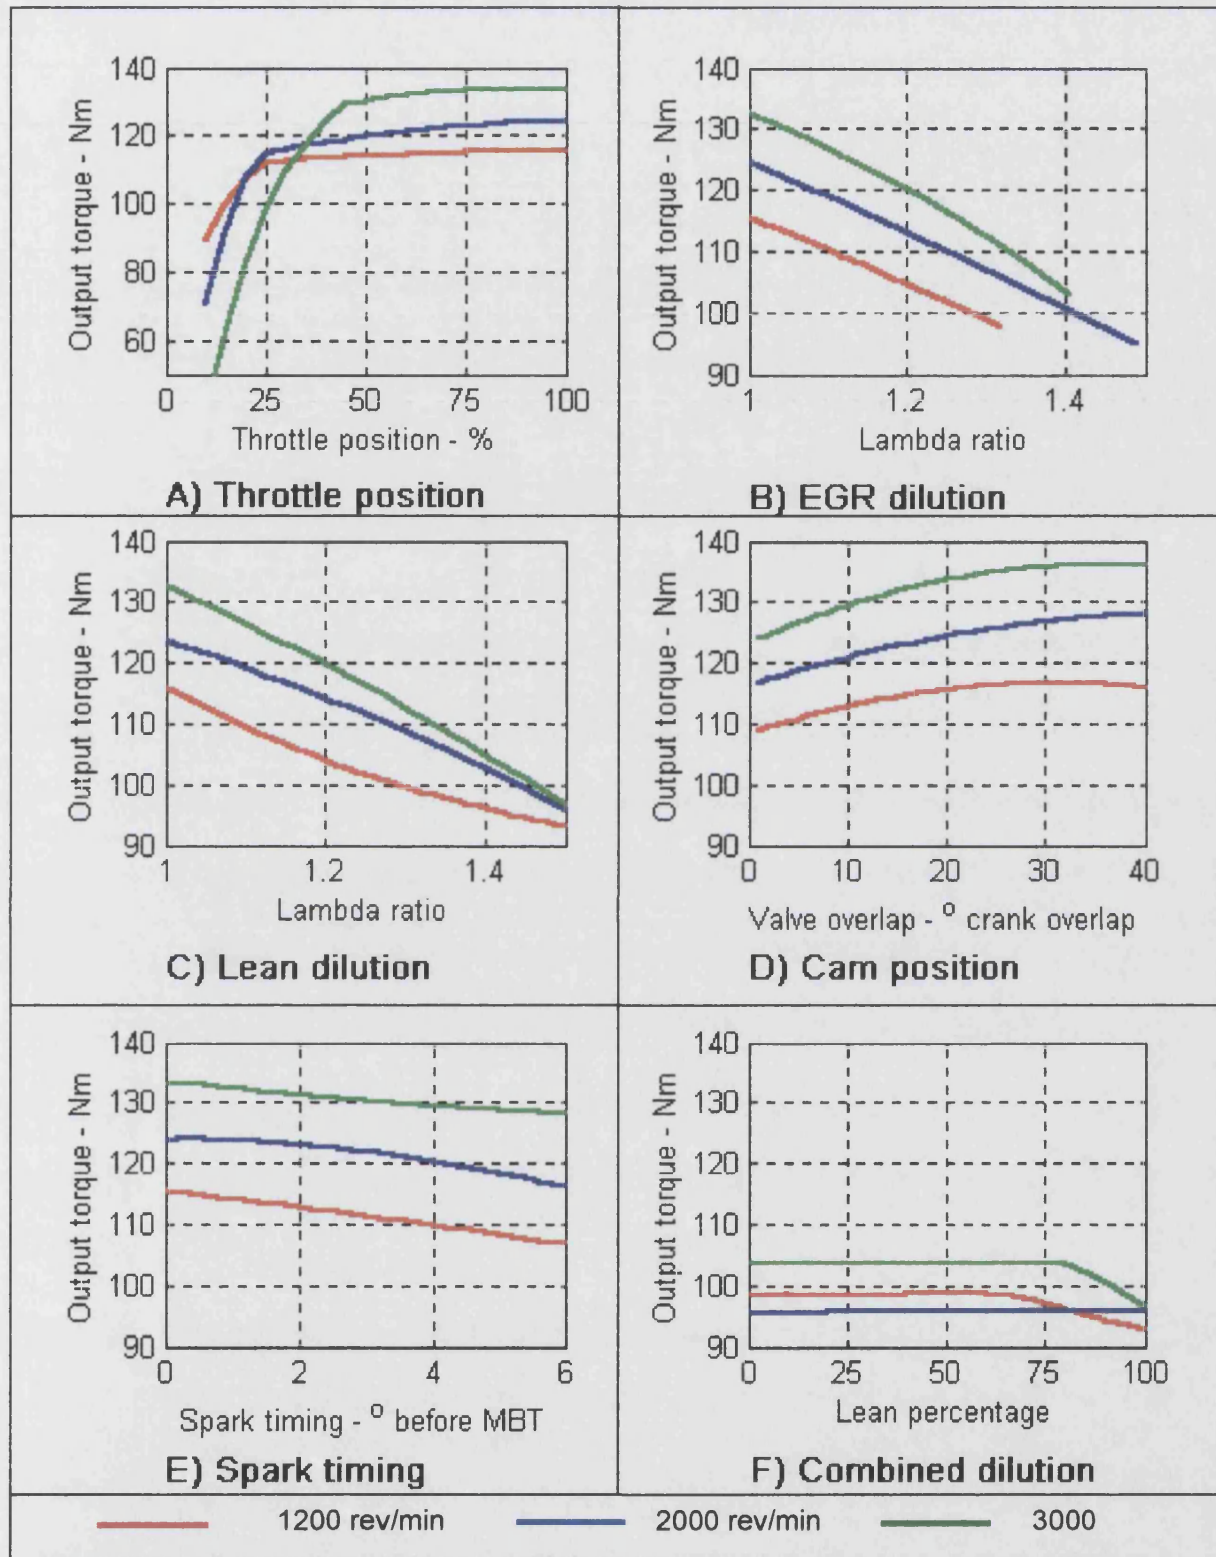 140
120
100
80
60
Output torque - Nm
0 25 50 75 100
Throttle position - %
A) Throttle position
140
130
120
110
100
90
Output torque - Nm
1 1.2 1.4
Lambda ratio
B) EGR dilution
140
130
120
110
100
90
Output torque - Nm
1 1.2 1.4
Lambda ratio
C) Lean dilution
140
130
120
110
100
90
Output torque - Nm
0 10 20 30 40
Valve overlap - º crank overlap
D) Cam position
140
130
120
110
100
90
Output torque - Nm
0 2 4 6
Spark timing - º before MBT
E) Spark timing
140
130
120
110
100
90
Output torque - Nm
0 25 50 75 100
Lean percentage
F) Combined dilution
1200 rev/min 2000 rev/min 3000